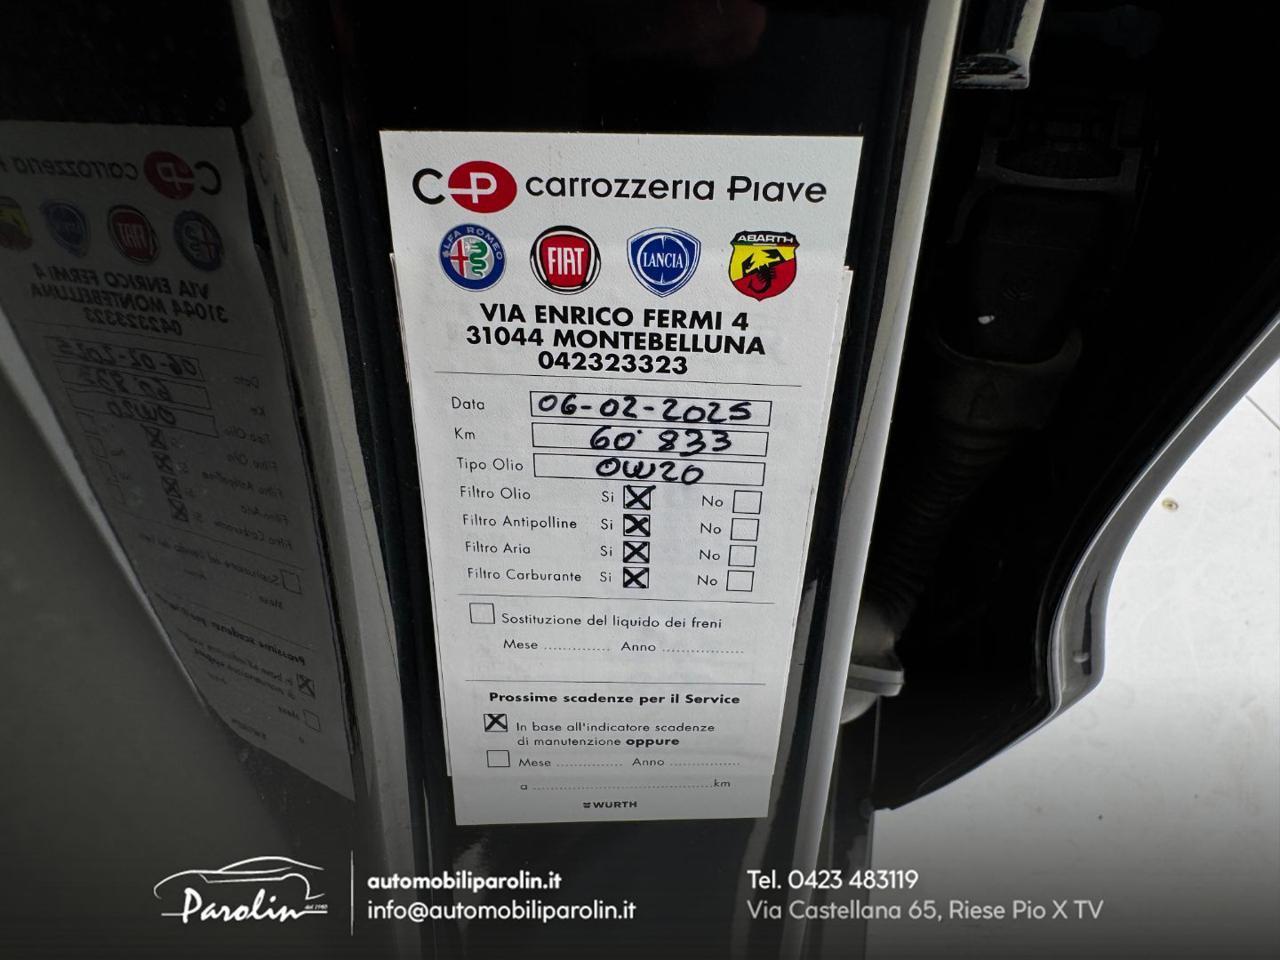 CP carrozzeria Piave
ALFA ROMEO FIAT LANCIA ABARTH
VIA ENRICO FERMI 4
31044 MONTEBELLUNA
042323323
Data 06-02-2025
Km 60'833
Tipo Olio 0W20
Filtro Olio Si No
Filtro Antipolline Si No
Filtro Aria Si No
Filtro Carburante Si No
Sostituzione del liquido dei freni
Mese ............. Anno ................
Prossime scadenze per il Service
In base all'indicatore scadenze
di manutenzione oppure
Mese ............. Anno ..............
a ....................................km
WÜRTH
Parolin
automobiliparolin.it
info@automobiliparolin.it
Tel. 0423 483119
Via Castellana 65, Riese Pio X TV